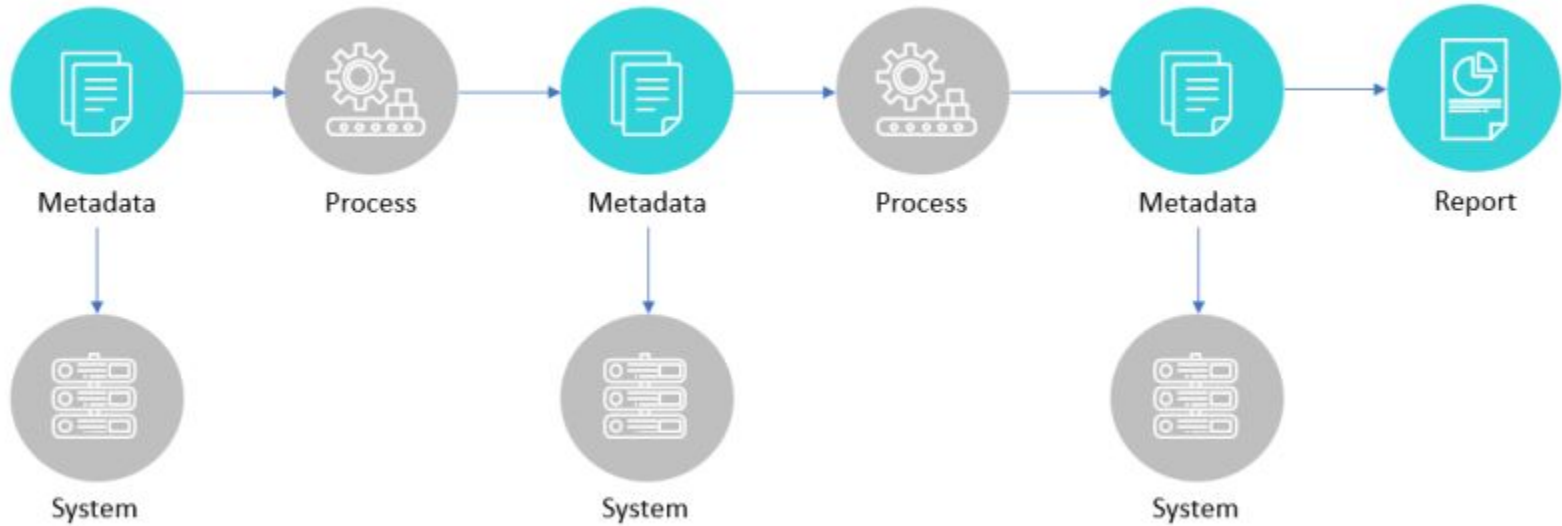 Metadata
Process
Metadata
Process
Metadata
Report
System
System
System